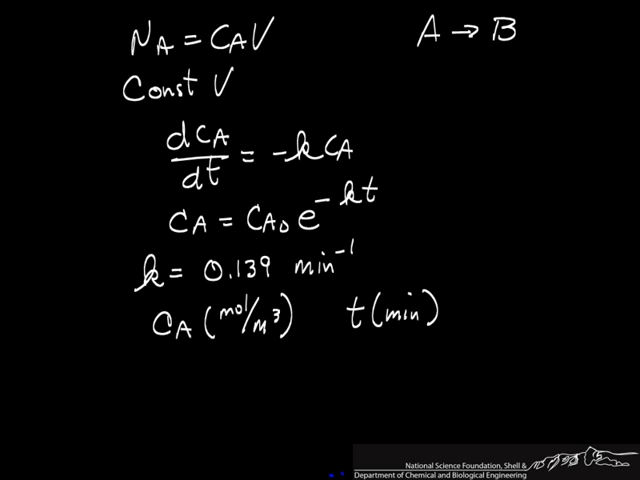 N_A = C_A V
A → B
Const V
dC_A/dt = -k C_A
C_A = C_A0 e^{-kt}
k = 0.139 min^{-1}
C_A (mol/m^3) t (min)
National Science Foundation, Shell &
Department of Chemical and Biological Engineering